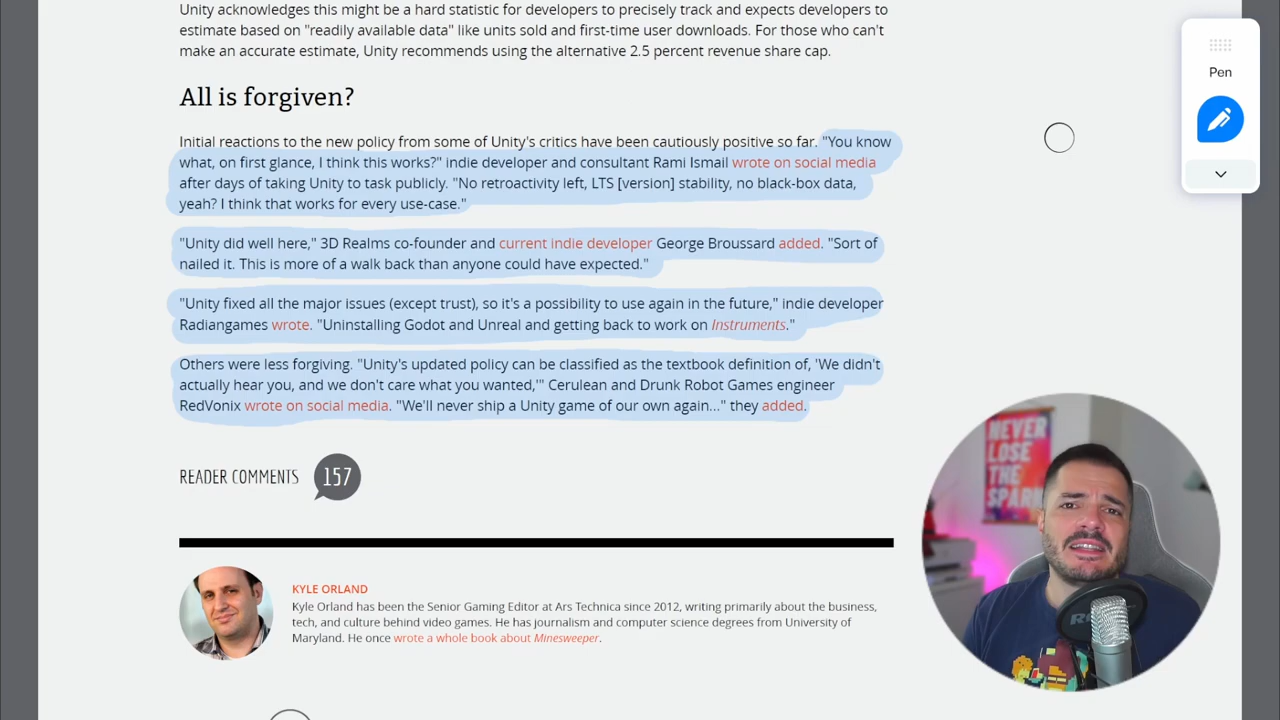 Unity acknowledges this might be a hard statistic for developers to precisely track and expects developers to
estimate based on "readily available data" like units sold and first-time user downloads. For those who can't
make an accurate estimate, Unity recommends using the alternative 2.5 percent revenue share cap.
All is forgiven?
Initial reactions to the new policy from some of Unity's critics have been cautiously positive so far. "You know
what, on first glance, I think this works?" indie developer and consultant Rami Ismail wrote on social media
after days of taking Unity to task publicly. "No retroactivity left, LTS [version] stability, no black-box data,
yeah? I think that works for every use-case."
"Unity did well here," 3D Realms co-founder and current indie developer George Broussard added. "Sort of
nailed it. This is more of a walk back than anyone could have expected."
"Unity fixed all the major issues (except trust), so it's a possibility to use again in the future," indie developer
Radiangames wrote. "Uninstalling Godot and Unreal and getting back to work on Instruments."
Others were less forgiving. "Unity's updated policy can be classified as the textbook definition of, 'We didn't
actually hear you, and we don't care what you wanted,'" Cerulean and Drunk Robot Games engineer
RedVonix wrote on social media. "We'll never ship a Unity game of our own again..." they added.
READER COMMENTS 157
KYLE ORLAND
Kyle Orland has been the Senior Gaming Editor at Ars Technica since 2012, writing primarily about the business,
tech, and culture behind video games. He has journalism and computer science degrees from University of
Maryland. He once wrote a whole book about Minesweeper.
Pen
NEVER
LOSE
THE